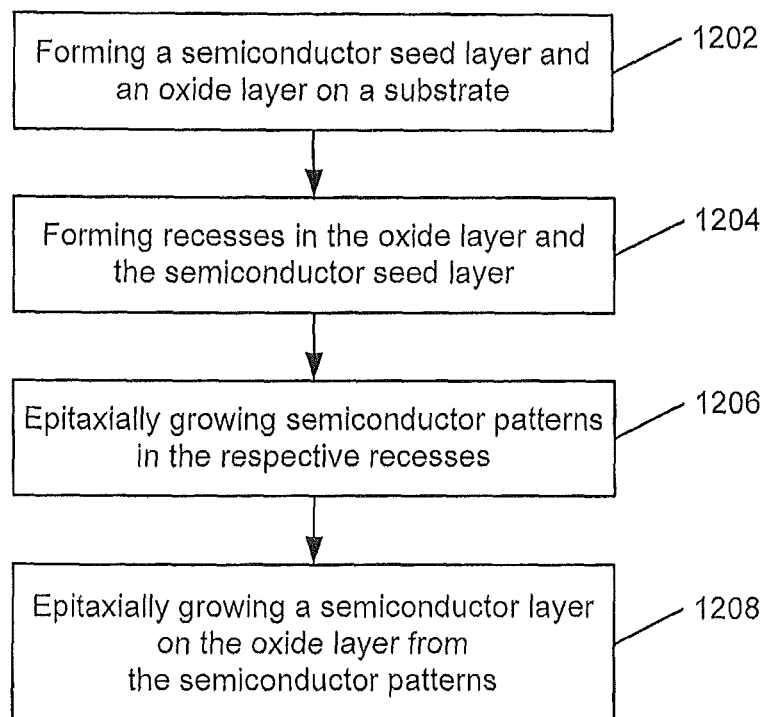 Forming a semiconductor seed layer and
an oxide layer on a substrate
1202
Forming recesses in the oxide layer and
the semiconductor seed layer
1204
Epitaxially growing semiconductor patterns
in the respective recesses
1206
Epitaxially growing a semiconductor layer
on the oxide layer from
the semiconductor patterns
1208